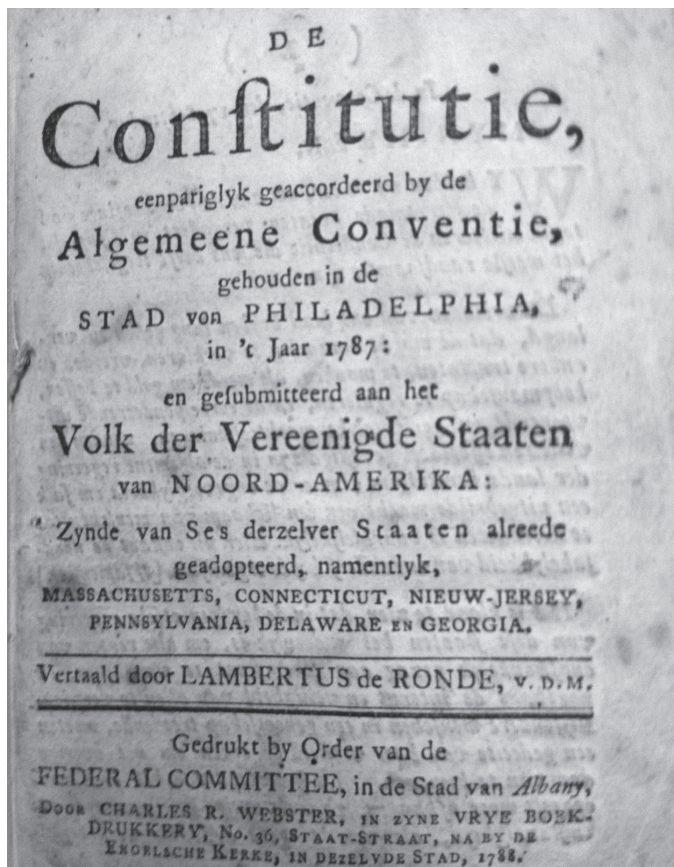 DE
Conſtitutie,
eenpariglyk geaccordeerd by de
Algemeene Conventie,
gehouden in de
STAD von PHILADELPHIA,
in 't Jaar 1787:
en geſubmitteerd aan het
Volk der Vereenigde Staaten
van NOORD-AMERIKA:
Zynde van Ses derzelver Staaten alreede
geadopteerd, namentlyk,
MASSACHUSETTS, CONNECTICUT, NIEUW-JERSEY,
PENNSYLVANIA, DELAWARE EN GEORGIA.
Vertaald door LAMBERTUS de RONDE, V. D. M.
Gedrukt by Order van de
FEDERAL COMMITTEE, in de Stad van Albany,
Door CHARLES R. WEBSTER, IN ZYNE VRYE BOEK-
DRUKKERY, No. 36, STAAT-STRAAT, NA BY DE
ENGELSCHE KERKE, IN DEZELVDE STAD, 1788.